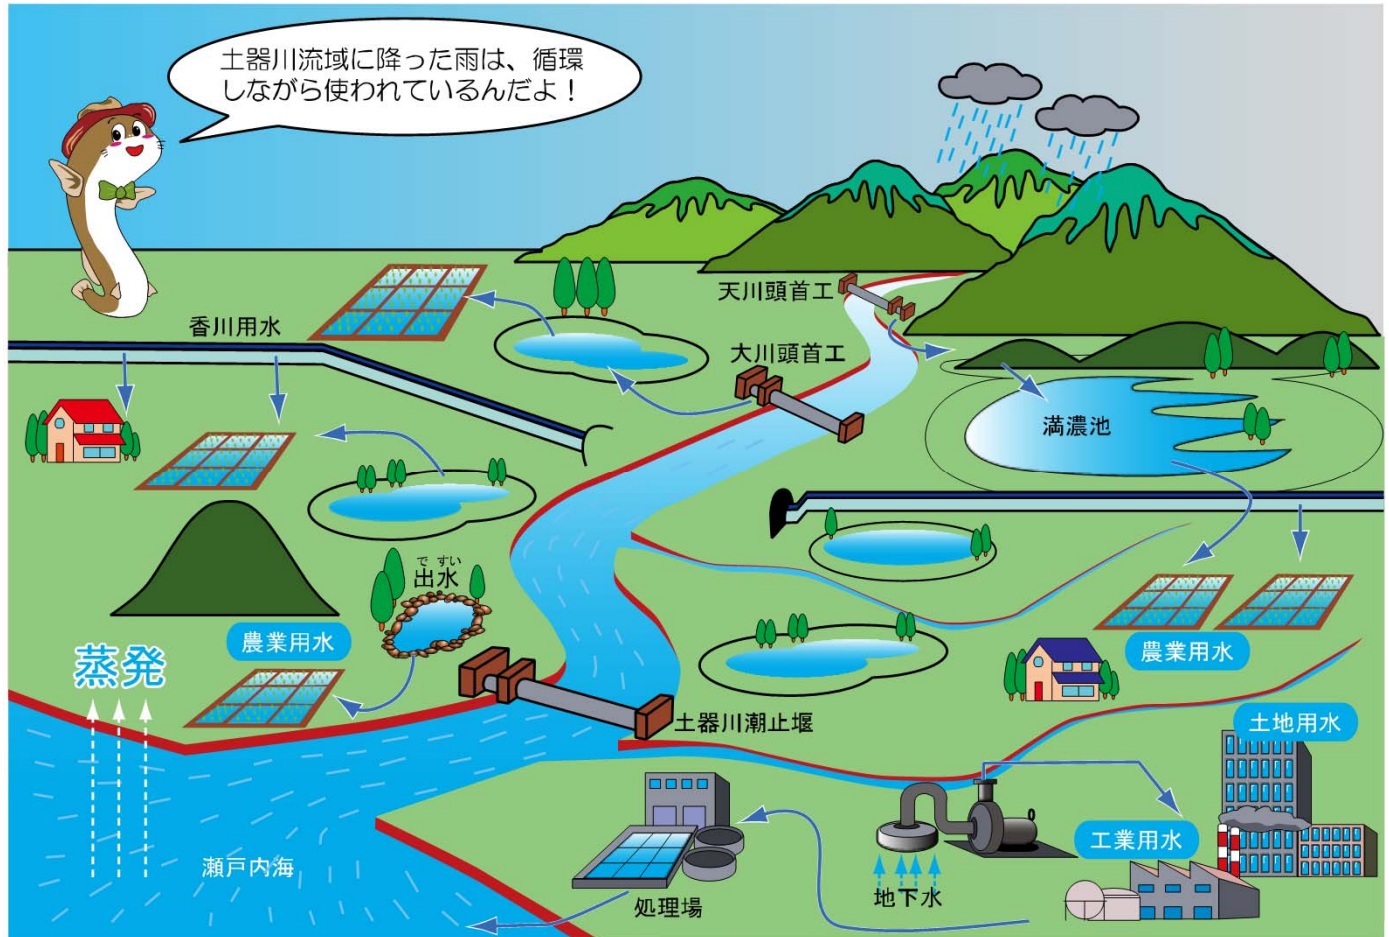 土器川流域に降った雨は、循環
しながら使われているんだよ！
天川頭首工
香川用水
大川頭首工
満濃池
で すい
出水
農業用水
農業用水
蒸発
土器川潮止堰
土地用水
工業用水
瀬戸内海
地下水
処理場